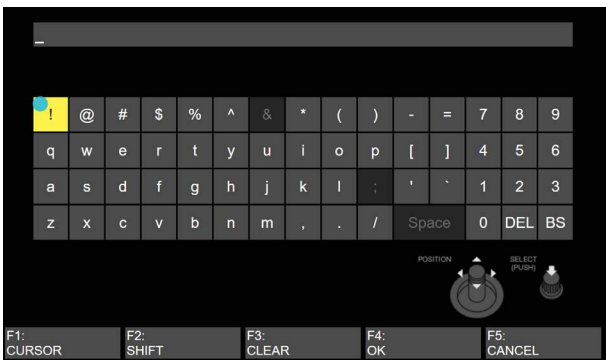 _
! @ # $ % ^ & * ( ) - = 7 8 9
q w e r t y u i o p [ ] 4 5 6
a s d f g h j k l ; ' ` 1 2 3
z x c v b n m , . / Space 0 DEL BS
POSITION SELECT
(PUSH)
F1: F2: F3: F4: F5:
CURSOR SHIFT CLEAR OK CANCEL